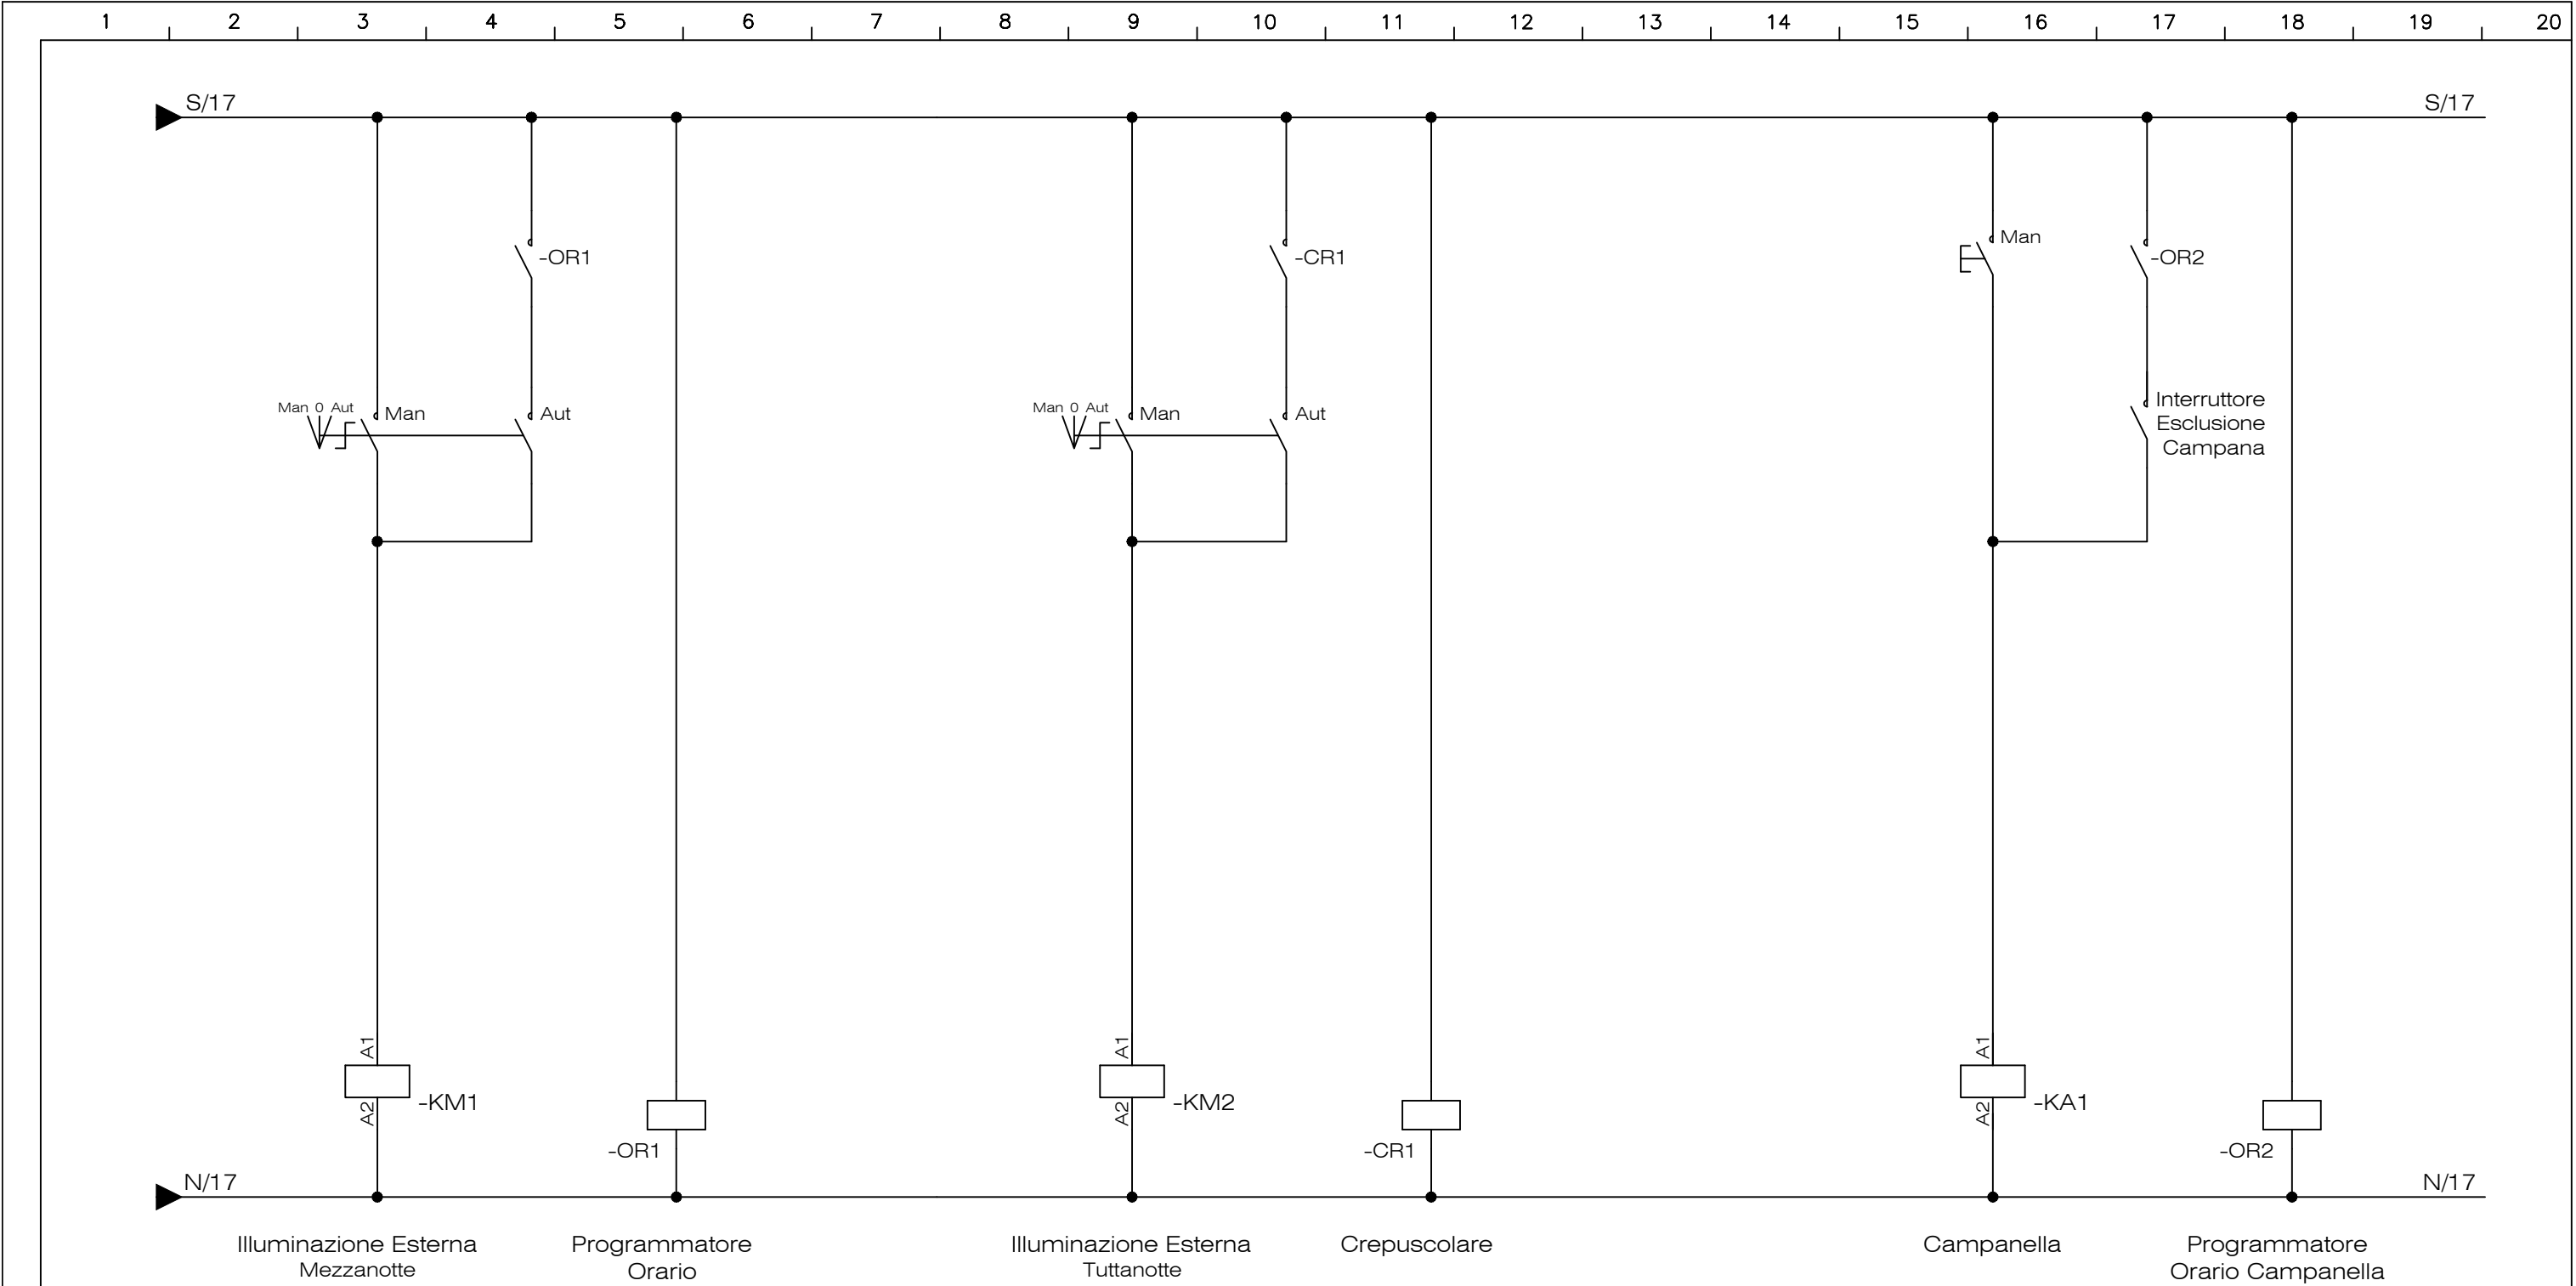 1 2 3 4 5 6 7 8 9 10 11 12 13 14 15 16 17 18 19 20
S/17 S/17
-OR1 -CR1 Man -OR2
Man 0 Aut Man Aut
Man 0 Aut Man Aut
Interruttore
Esclusione
Campana
A1 A1 A1
-KM1 -KM2 -KA1
A2 A2 A2
-OR1 -CR1 -OR2
N/17 N/17
Illuminazione Esterna
Mezzanotte
Programmatore
Orario
Illuminazione Esterna
Tuttanotte
Crepuscolare
Campanella
Programmatore
Orario Campanella